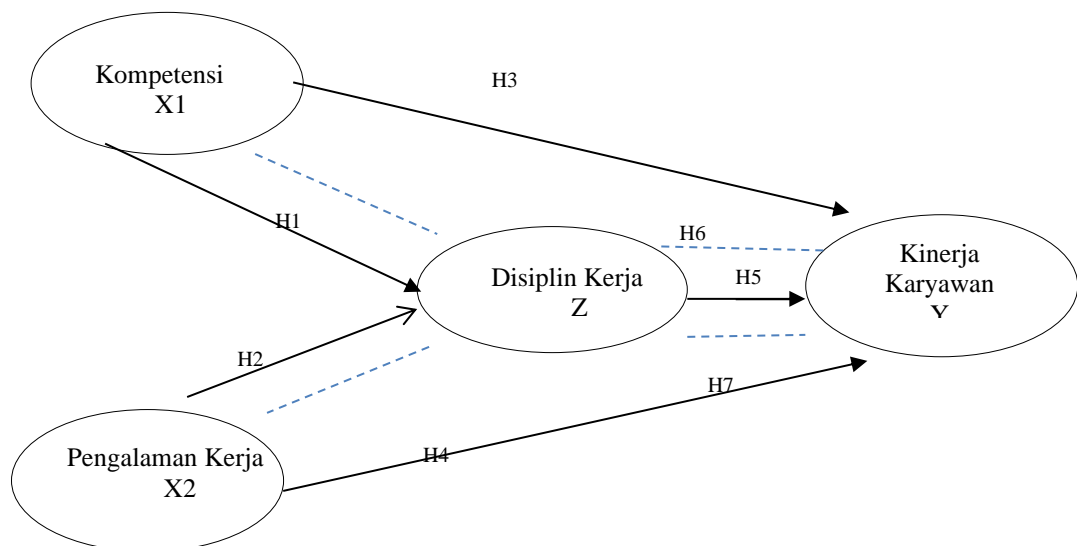 Kompetensi
X1
H3
H1
H6
Disiplin Kerja
Z
H5
Kinerja
Karyawan
Y
H2
H7
Pengalaman Kerja
X2
H4